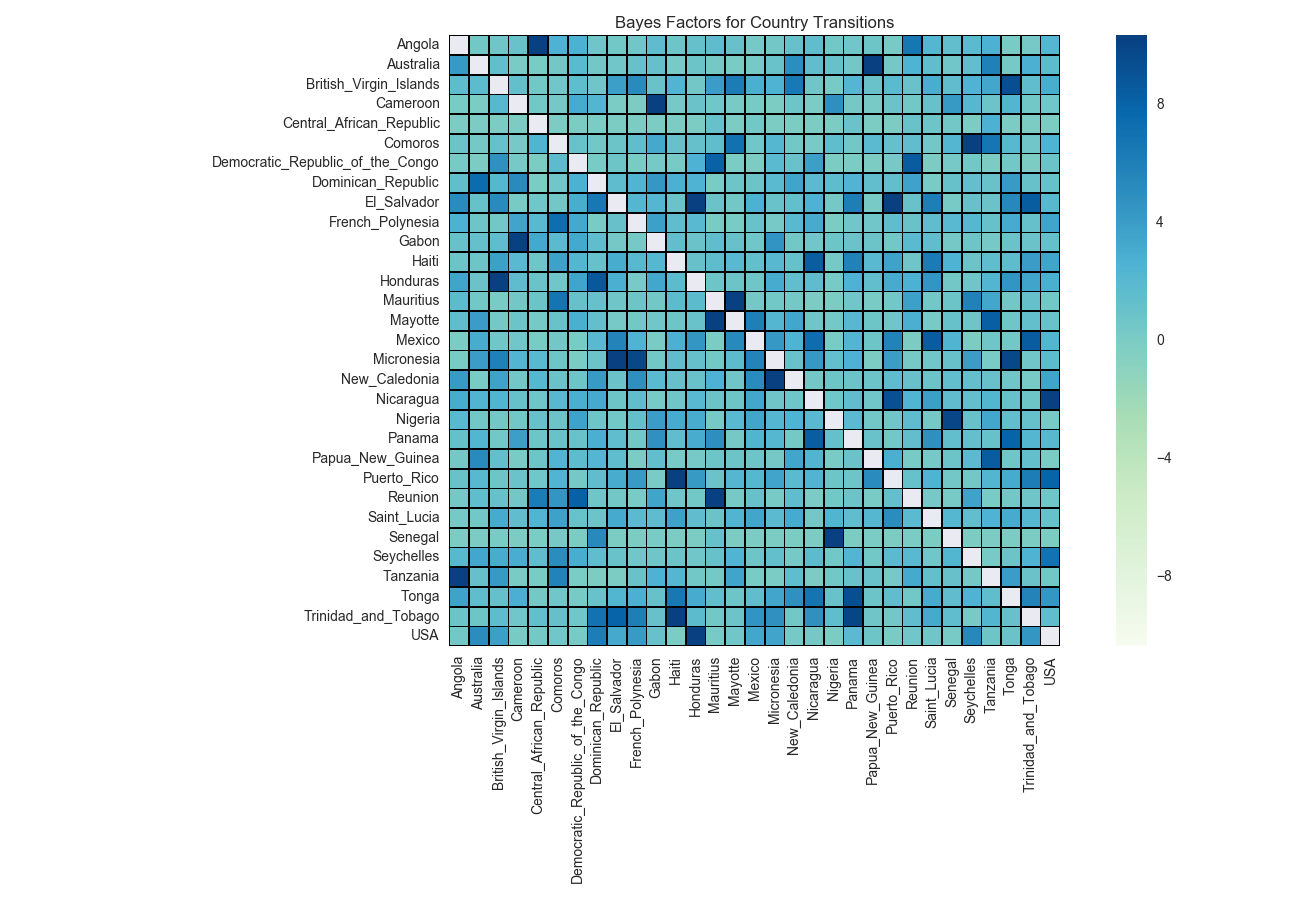 Bayes Factors for Country Transitions
Angola
Australia
British_Virgin_Islands
Cameroon
Central_African_Republic
Comoros
Democratic_Republic_of_the_Congo
Dominican_Republic
El_Salvador
French_Polynesia
Gabon
Haiti
Honduras
Mauritius
Mayotte
Mexico
Micronesia
New_Caledonia
Nicaragua
Nigeria
Panama
Papua_New_Guinea
Puerto_Rico
Reunion
Saint_Lucia
Senegal
Seychelles
Tanzania
Tonga
Trinidad_and_Tobago
USA
Angola
Australia
British_Virgin_Islands
Cameroon
Central_African_Republic
Comoros
Democratic_Republic_of_the_Congo
Dominican_Republic
El_Salvador
French_Polynesia
Gabon
Haiti
Honduras
Mauritius
Mayotte
Mexico
Micronesia
New_Caledonia
Nicaragua
Nigeria
Panama
Papua_New_Guinea
Puerto_Rico
Reunion
Saint_Lucia
Senegal
Seychelles
Tanzania
Tonga
Trinidad_and_Tobago
USA
8
4
0
−4
−8